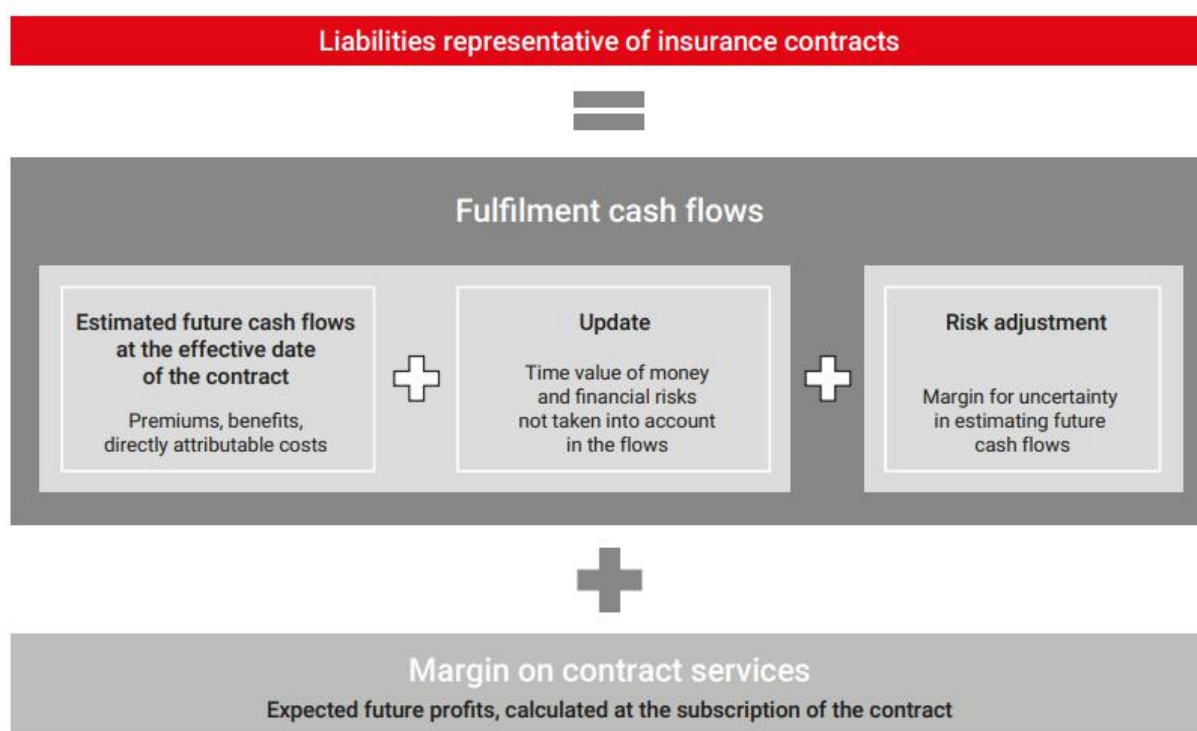 Liabilities representative of insurance contracts
Fulfilment cash flows
Estimated future cash flows
at the effective date
of the contract
Premiums, benefits,
directly attributable costs
Update
Time value of money
and financial risks
not taken into account
in the flows
Risk adjustment
Margin for uncertainty
in estimating future
cash flows
Margin on contract services
Expected future profits, calculated at the subscription of the contract